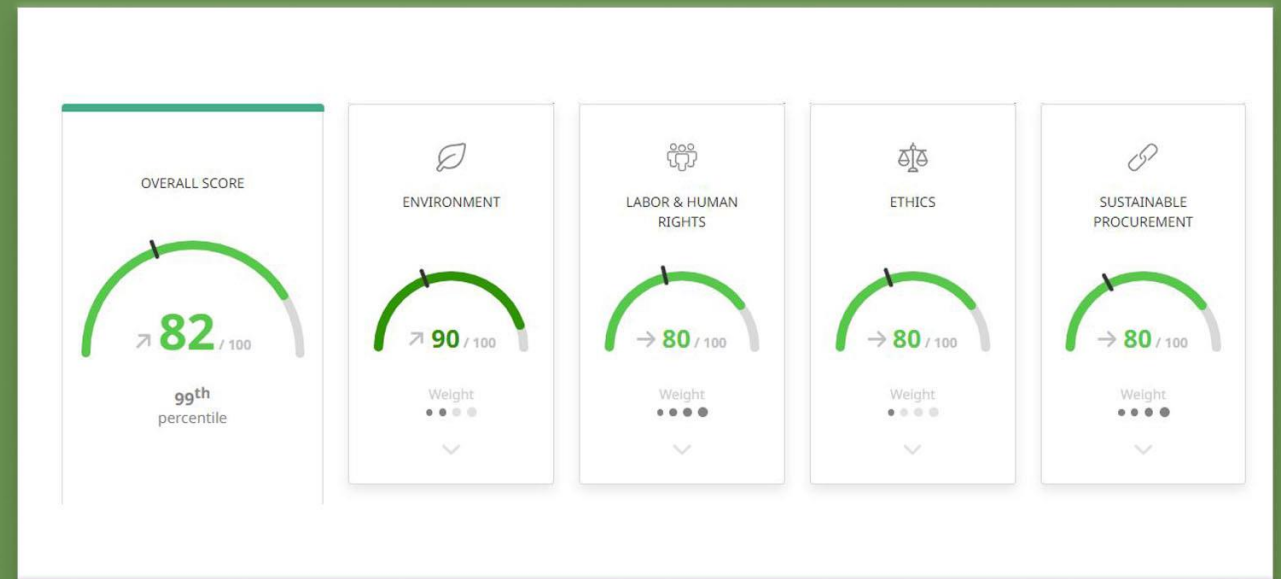 OVERALL SCORE
82 / 100
99th
percentile
ENVIRONMENT
90 / 100
Weight
LABOR & HUMAN
RIGHTS
80 / 100
Weight
ETHICS
80 / 100
Weight
SUSTAINABLE
PROCUREMENT
80 / 100
Weight